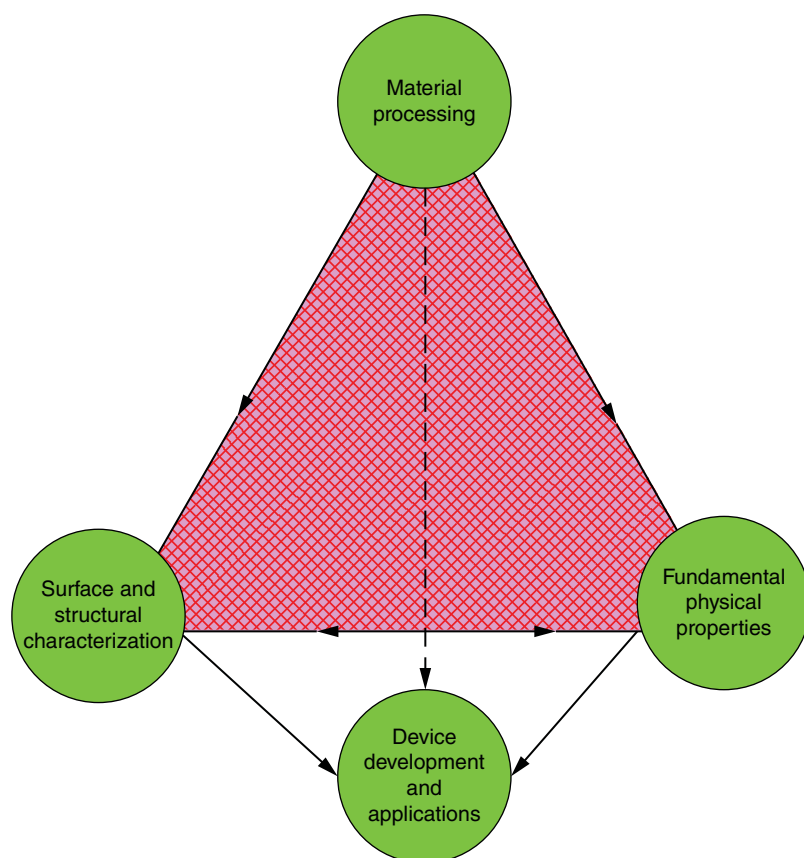 Material
processing
Surface and
structural
characterization
Fundamental
physical
properties
Device
development
and
applications